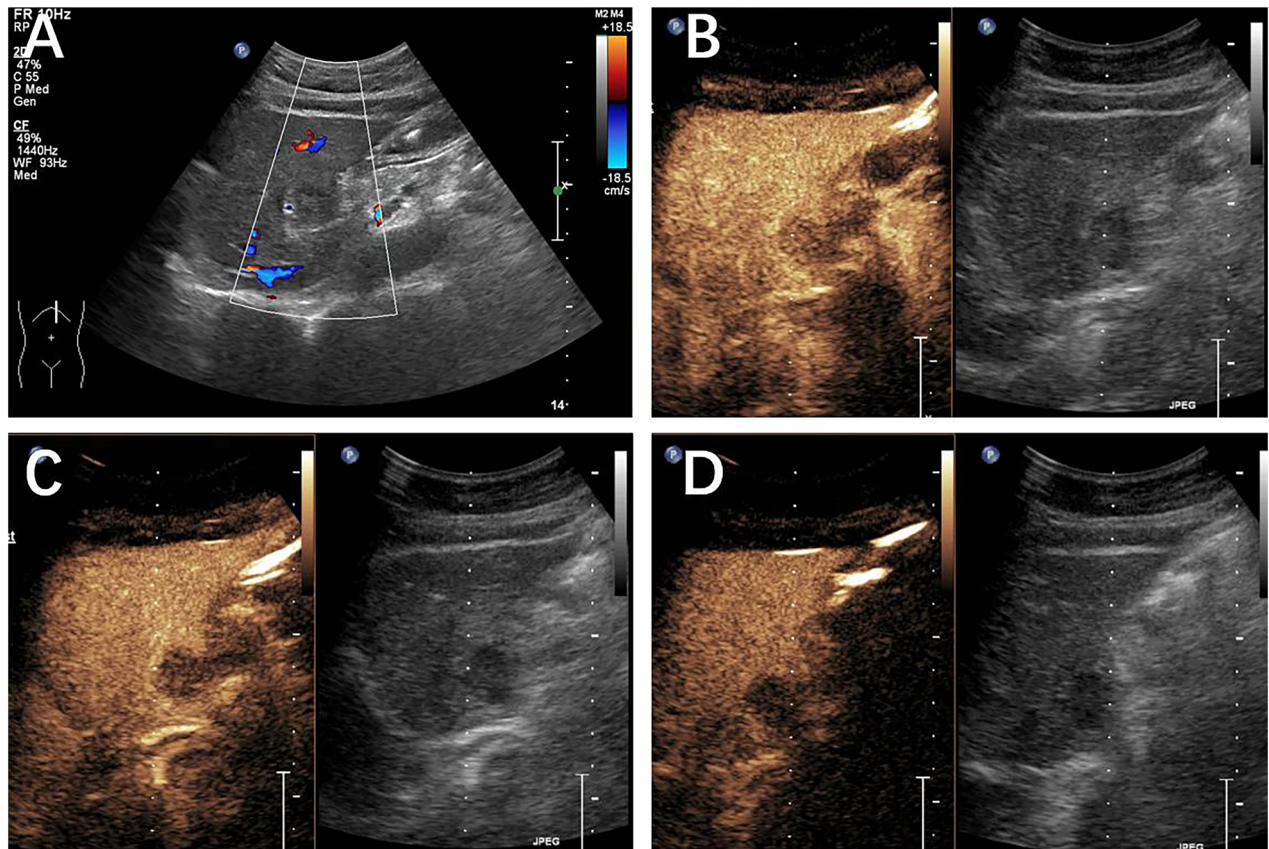 FR 10Hz
RP
A
2D
47%
C 55
P Med
Gen
CF
49%
1440Hz
WF 93Hz
Med
P
M2 M4
+18.5
-18.5
cm/s
x
14
B
P
P
JPEG
C
st
P
JPEG
D
P
P
JPEG